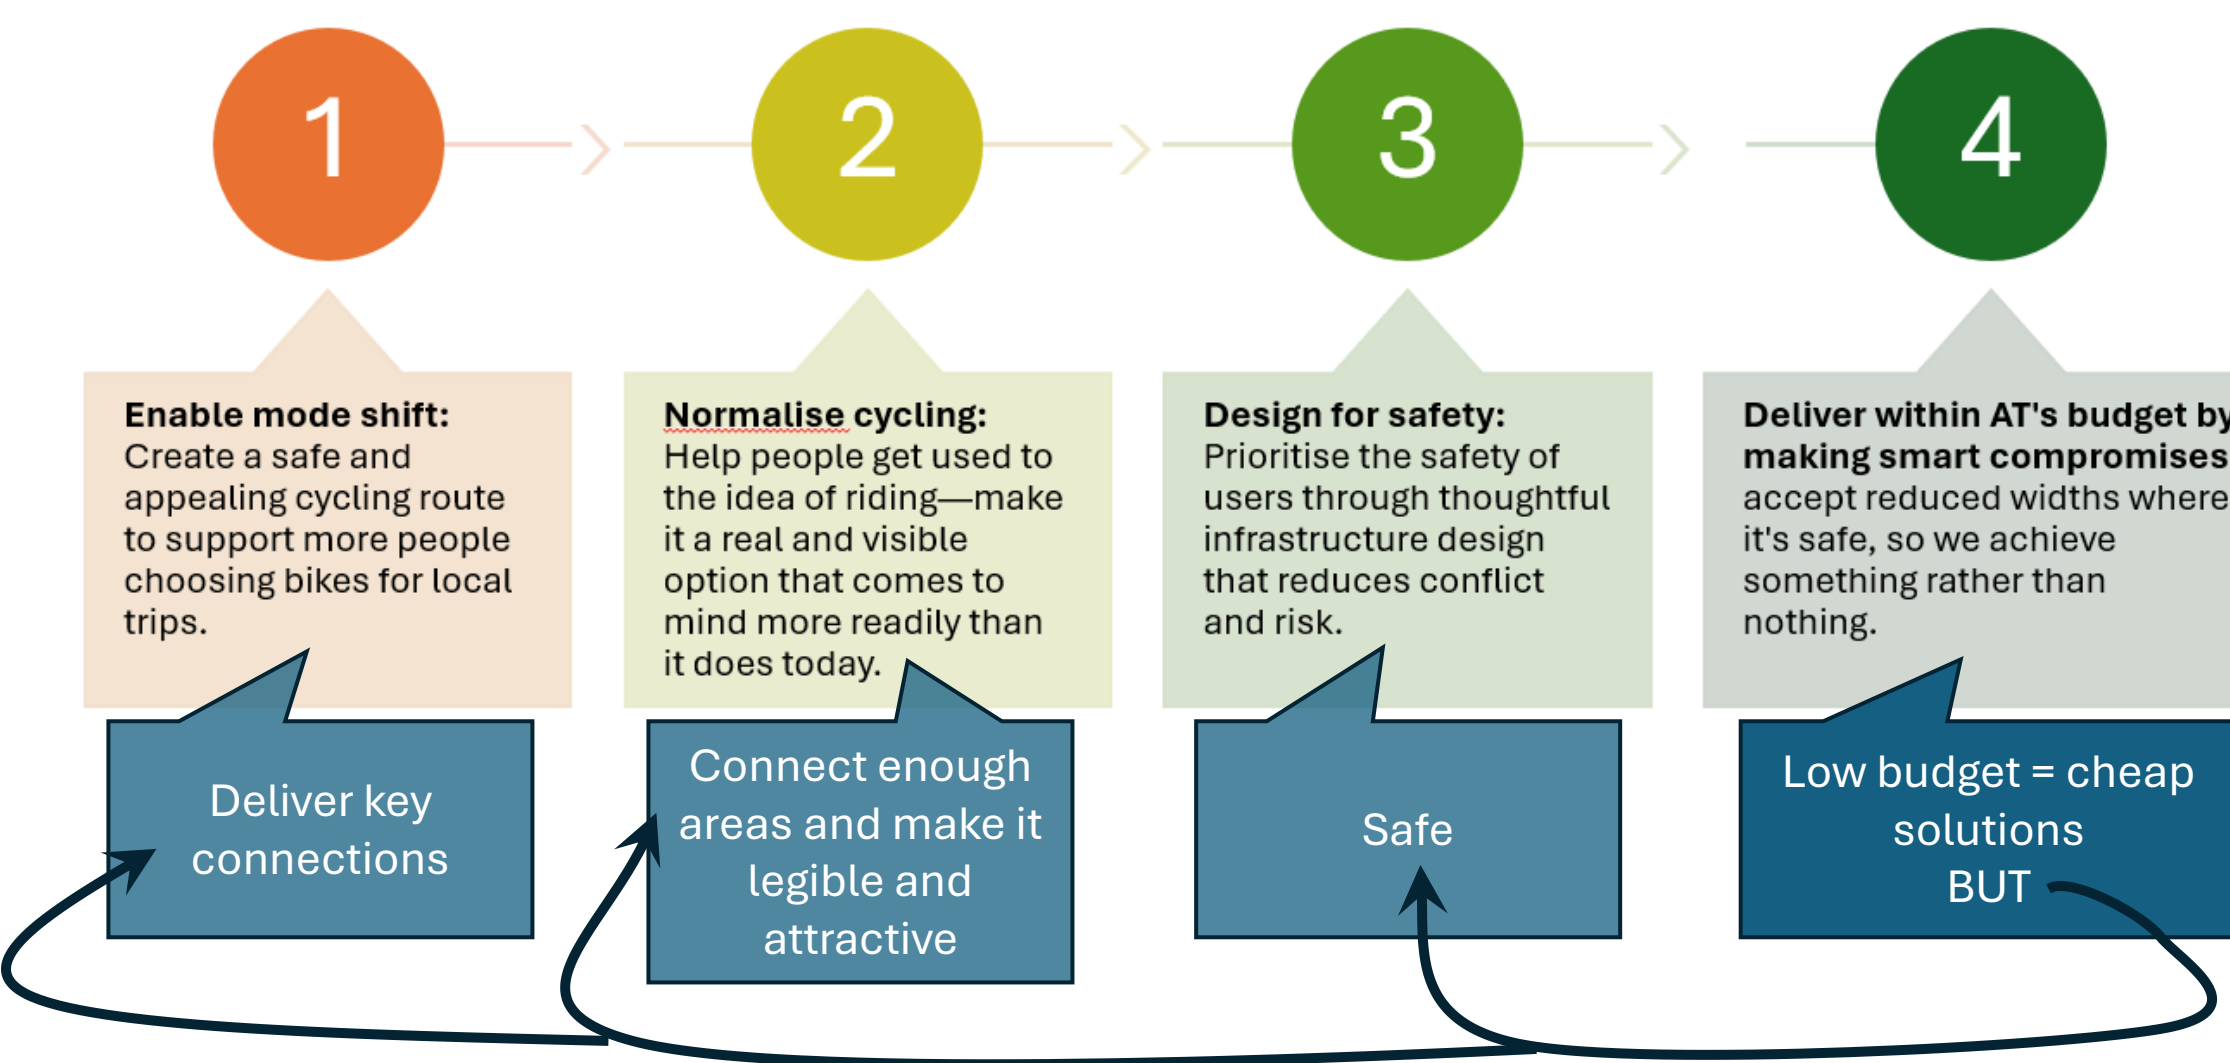 1
2
3
4
Enable mode shift:
Create a safe and
appealing cycling route
to support more people
choosing bikes for local
trips.
Normalise cycling:
Help people get used to
the idea of riding—make
it a real and visible
option that comes to
mind more readily than
it does today.
Design for safety:
Prioritise the safety of
users through thoughtful
infrastructure design
that reduces conflict
and risk.
Deliver within AT's budget by
making smart compromises
accept reduced widths where
it's safe, so we achieve
something rather than
nothing.
Deliver key
connections
Connect enough
areas and make it
legible and
attractive
Safe
Low budget = cheap
solutions
BUT